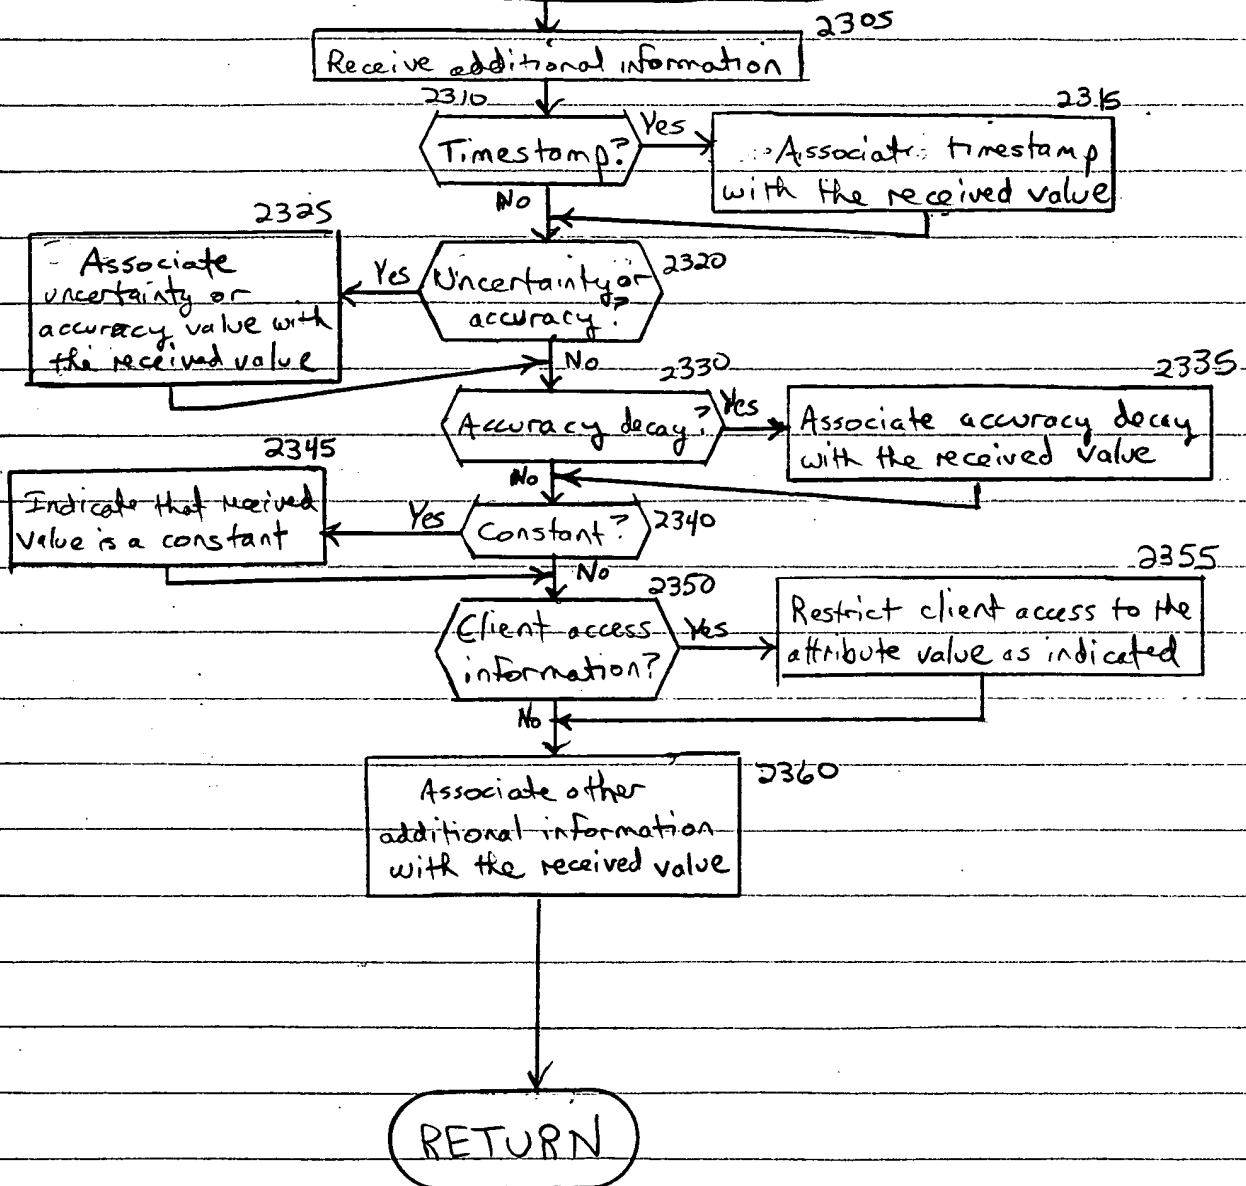 2305
Receive additional information
2310
Timestamp?
Yes
2315
Associate timestamp
with the received value
No
2325
Associate
uncertainty or
accuracy value with
the received value
Yes
Uncertainty or
accuracy?
2320
No
2330
Accuracy decay?
Yes
2335
Associate accuracy decay
with the received value
No
2345
Indicate that received
value is a constant
Yes
Constant?
2340
No
2350
Client access
information?
Yes
2355
Restrict client access to the
attribute value as indicated
No
2360
Associate other
additional information
with the received value
RETURN